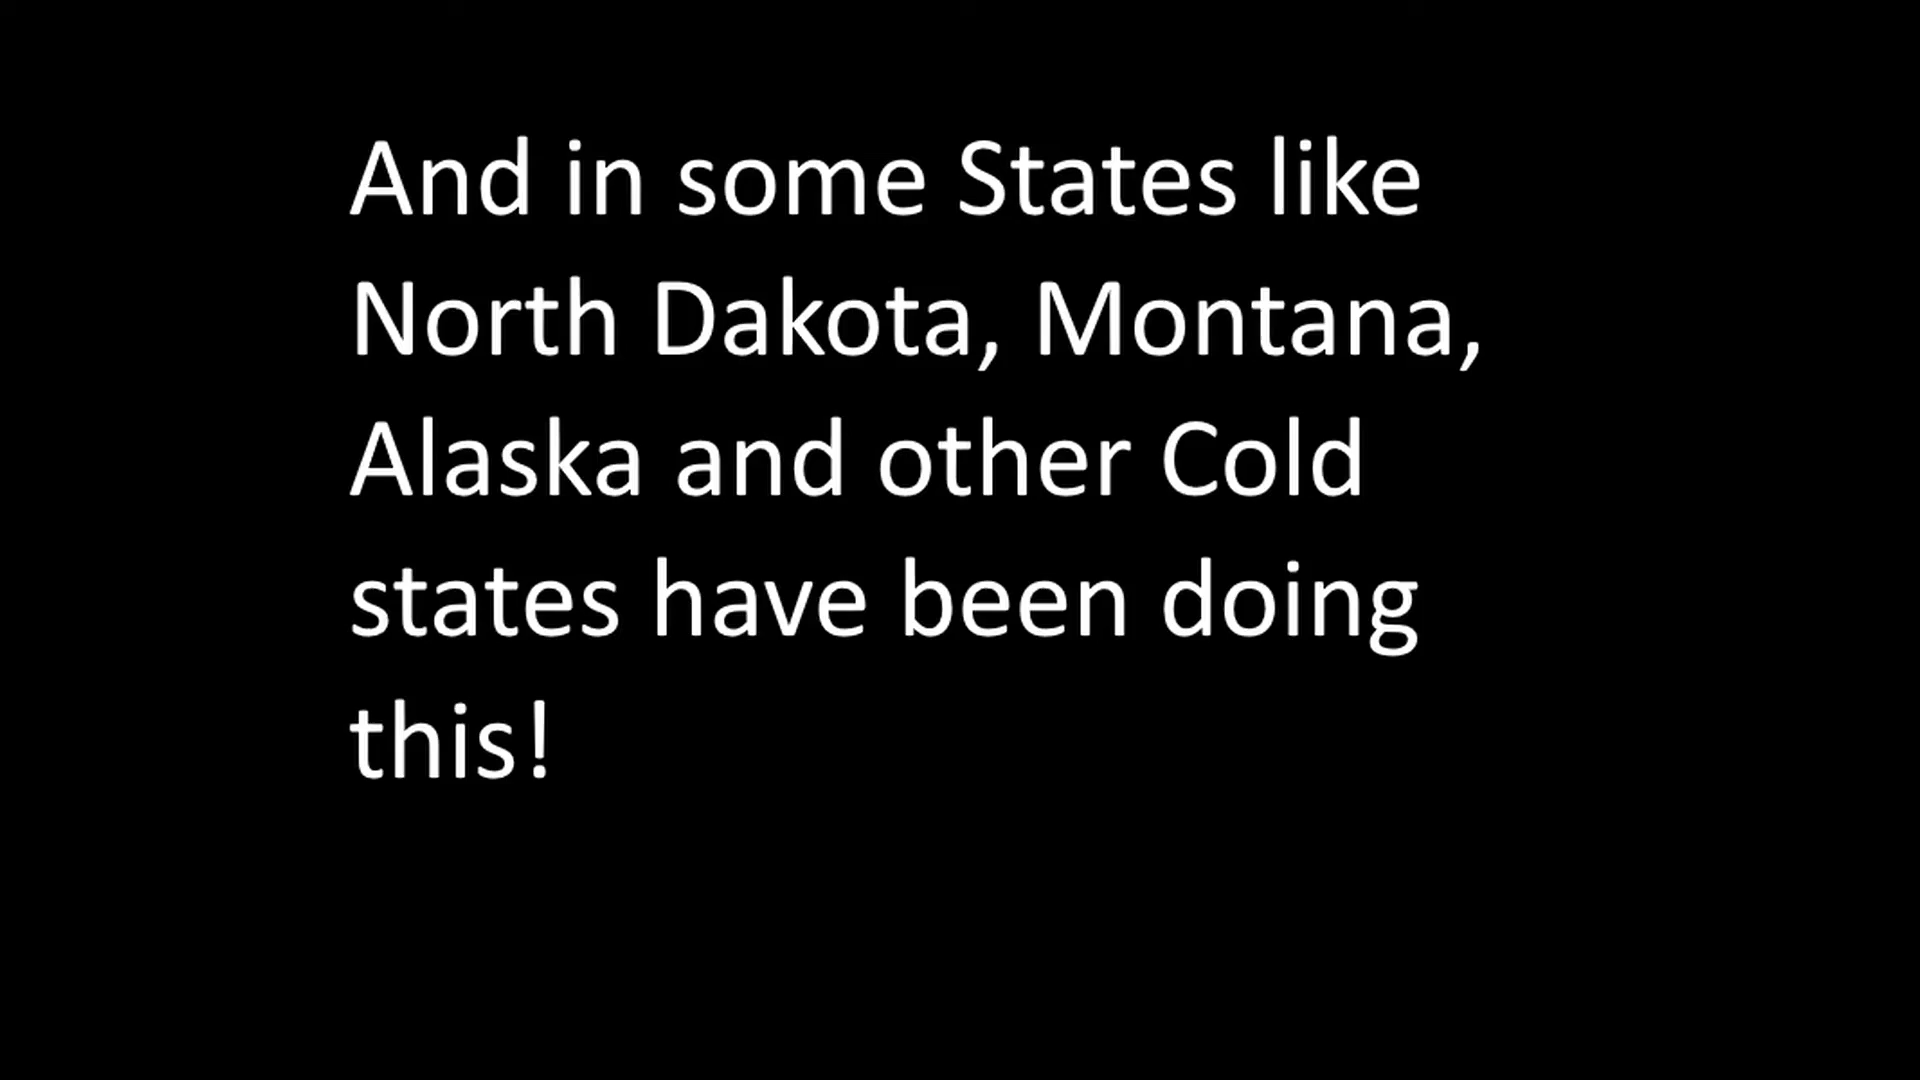 And in some States like
North Dakota, Montana,
Alaska and other Cold
states have been doing
this!